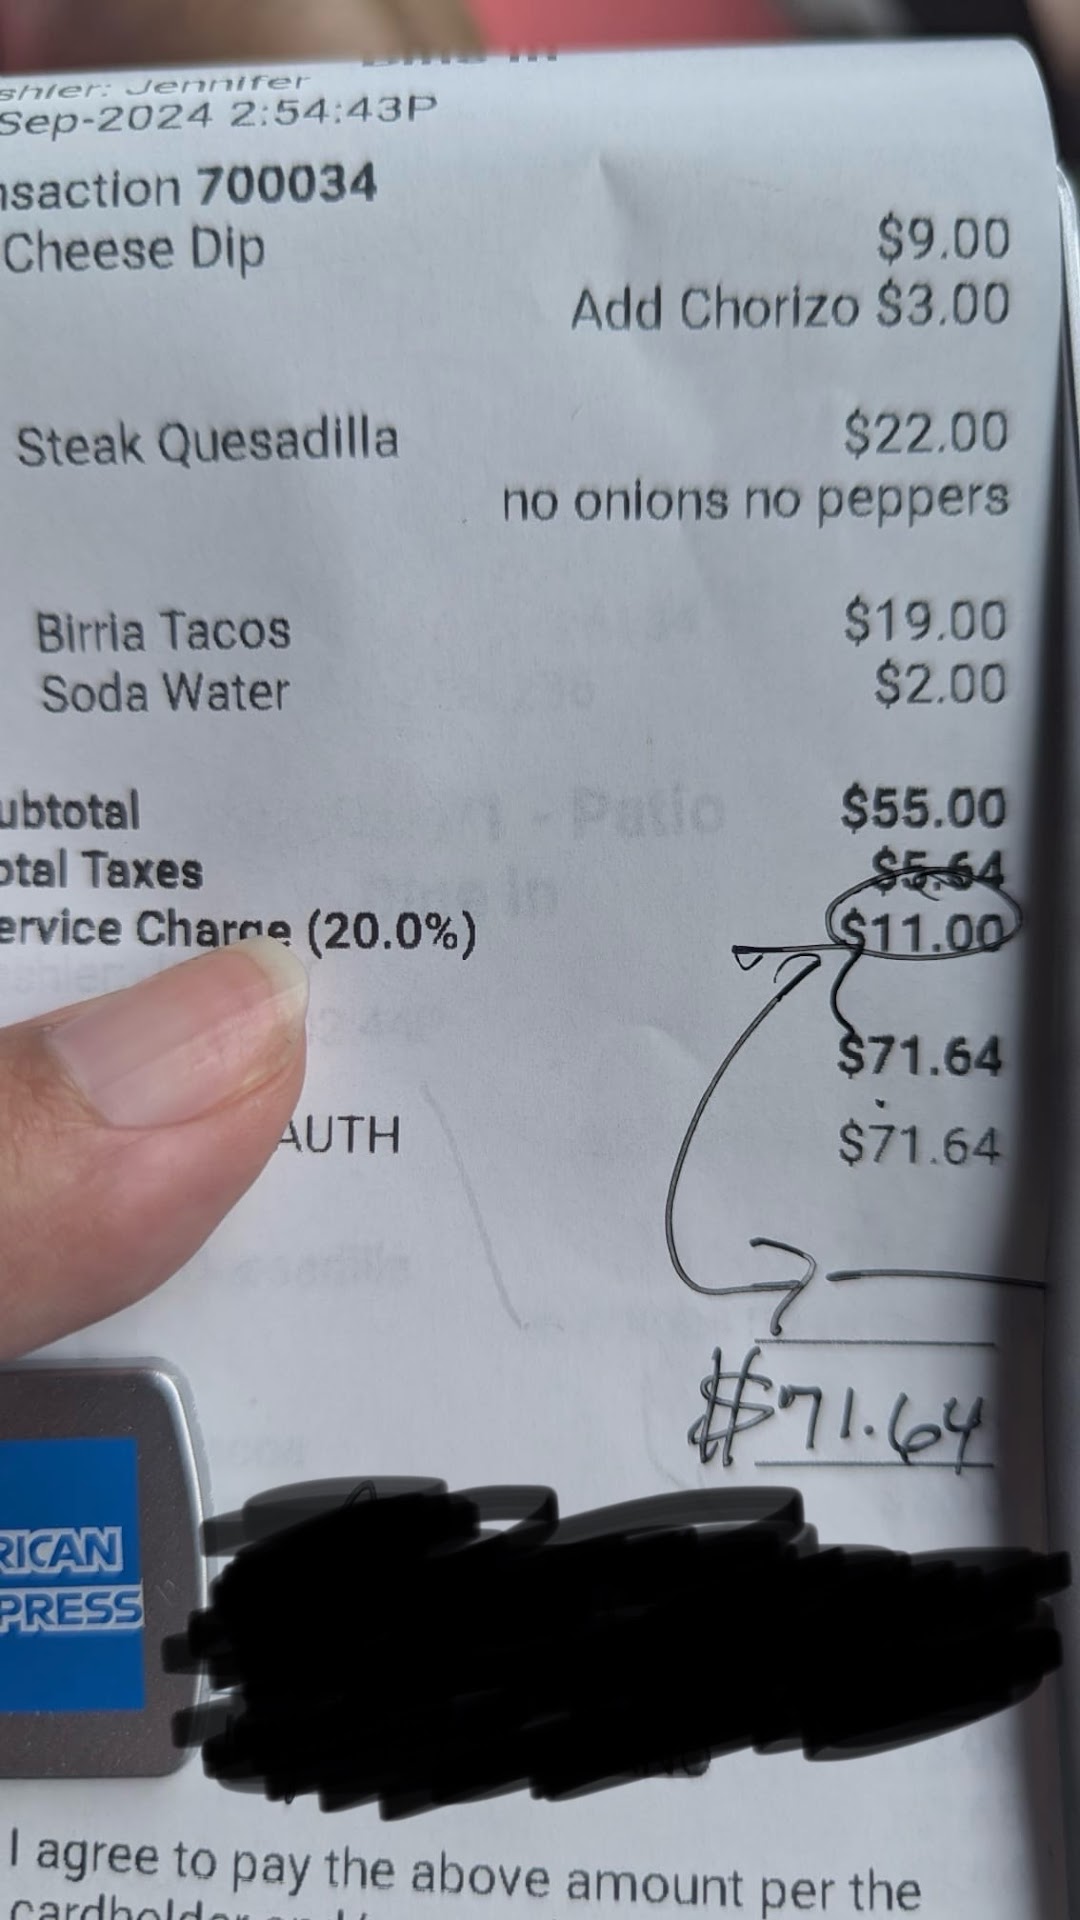 shier: Jennifer
Sep-2024 2:54:43P
nsaction 700034
Cheese Dip $9.00
Add Chorizo $3.00
Steak Quesadilla $22.00
no onions no peppers
Birria Tacos $19.00
Soda Water $2.00
ubtotal $55.00
otal Taxes $5.64
ervice Charge (20.0%) $11.00
$71.64
AUTH $71.64
$71.64
RICAN
PRESS
I agree to pay the above amount per the